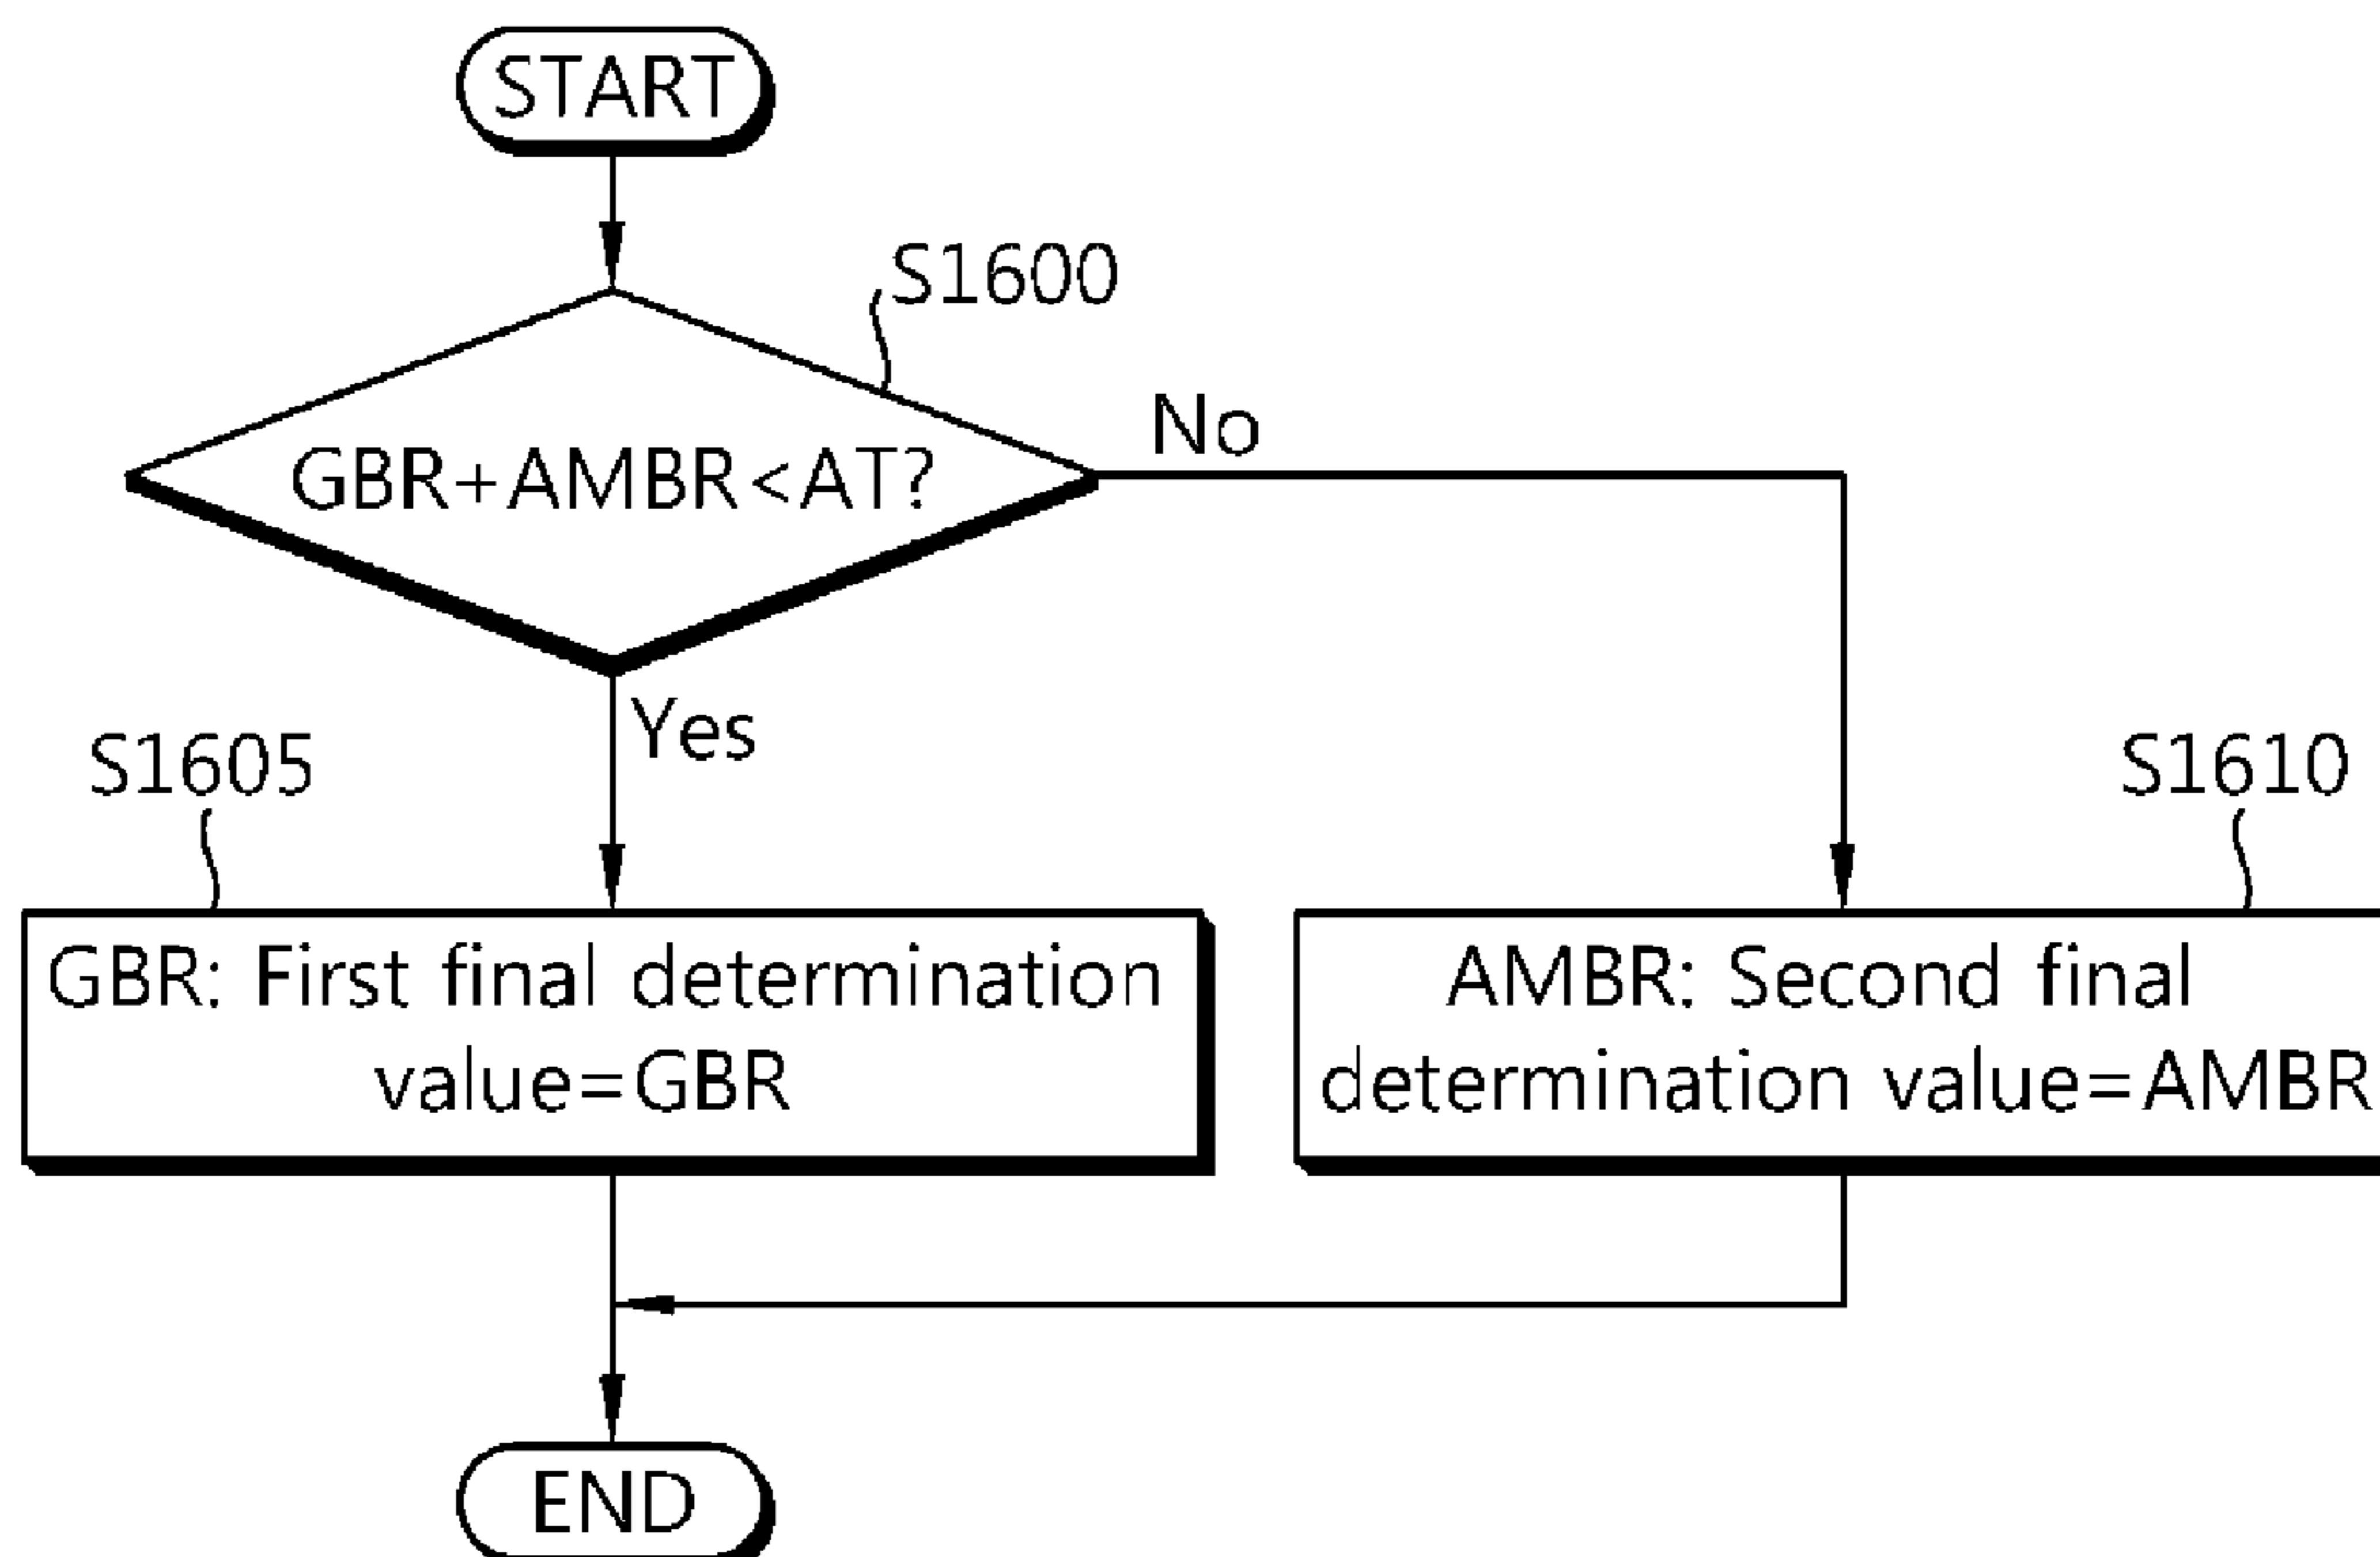 START
S1600
GBR+AMBR<AT?
No
Yes
S1605
S1610
GBR: First final determination
value=GBR
AMBR: Second final
determination value=AMBR
END